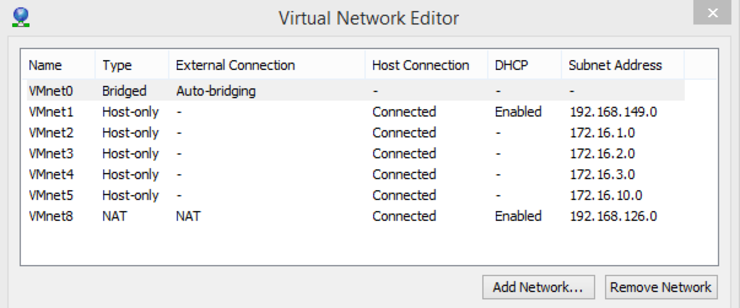 Virtual Network Editor
Name Type External Connection Host Connection DHCP Subnet Address
VMnet0 Bridged Auto-bridging - - -
VMnet1 Host-only - Connected Enabled 192.168.149.0
VMnet2 Host-only - Connected - 172.16.1.0
VMnet3 Host-only - Connected - 172.16.2.0
VMnet4 Host-only - Connected - 172.16.3.0
VMnet5 Host-only - Connected - 172.16.10.0
VMnet8 NAT NAT Connected Enabled 192.168.126.0
Add Network... Remove Network